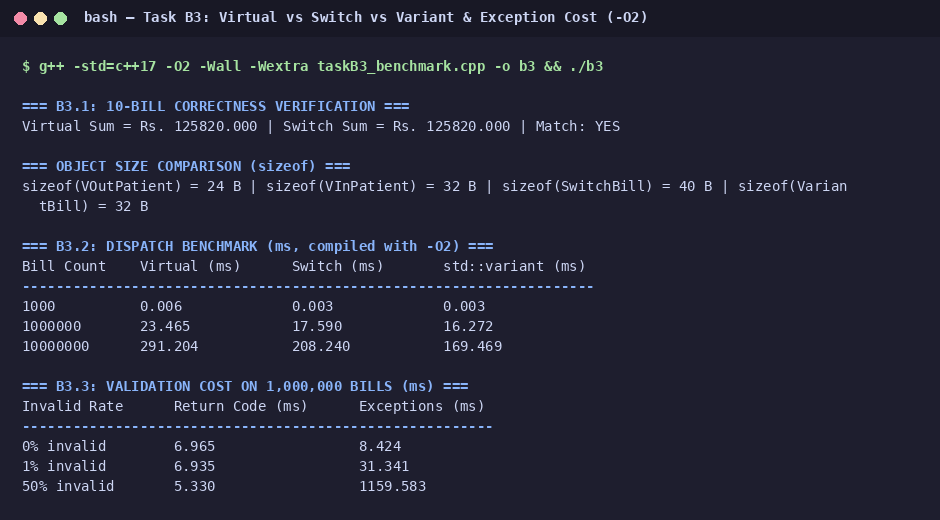 bash — Task B3: Virtual vs Switch vs Variant & Exception Cost (-O2)
$ g++ -std=c++17 -O2 -Wall -Wextra taskB3_benchmark.cpp -o b3 && ./b3
=== B3.1: 10-BILL CORRECTNESS VERIFICATION ===
Virtual Sum = Rs. 125820.000 | Switch Sum = Rs. 125820.000 | Match: YES
=== OBJECT SIZE COMPARISON (sizeof) ===
sizeof(VOutPatient) = 24 B | sizeof(VInPatient) = 32 B | sizeof(SwitchBill) = 40 B | sizeof(Varian
  tBill) = 32 B
=== B3.2: DISPATCH BENCHMARK (ms, compiled with -O2) ===
Bill Count    Virtual (ms)      Switch (ms)       std::variant (ms)
--------------------------------------------------------------------
1000          0.006             0.003             0.003
1000000       23.465            17.590            16.272
10000000      291.204           208.240           169.469
=== B3.3: VALIDATION COST ON 1,000,000 BILLS (ms) ===
Invalid Rate      Return Code (ms)      Exceptions (ms)
--------------------------------------------------------
0% invalid        6.965                 8.424
1% invalid        6.935                 31.341
50% invalid       5.330                 1159.583